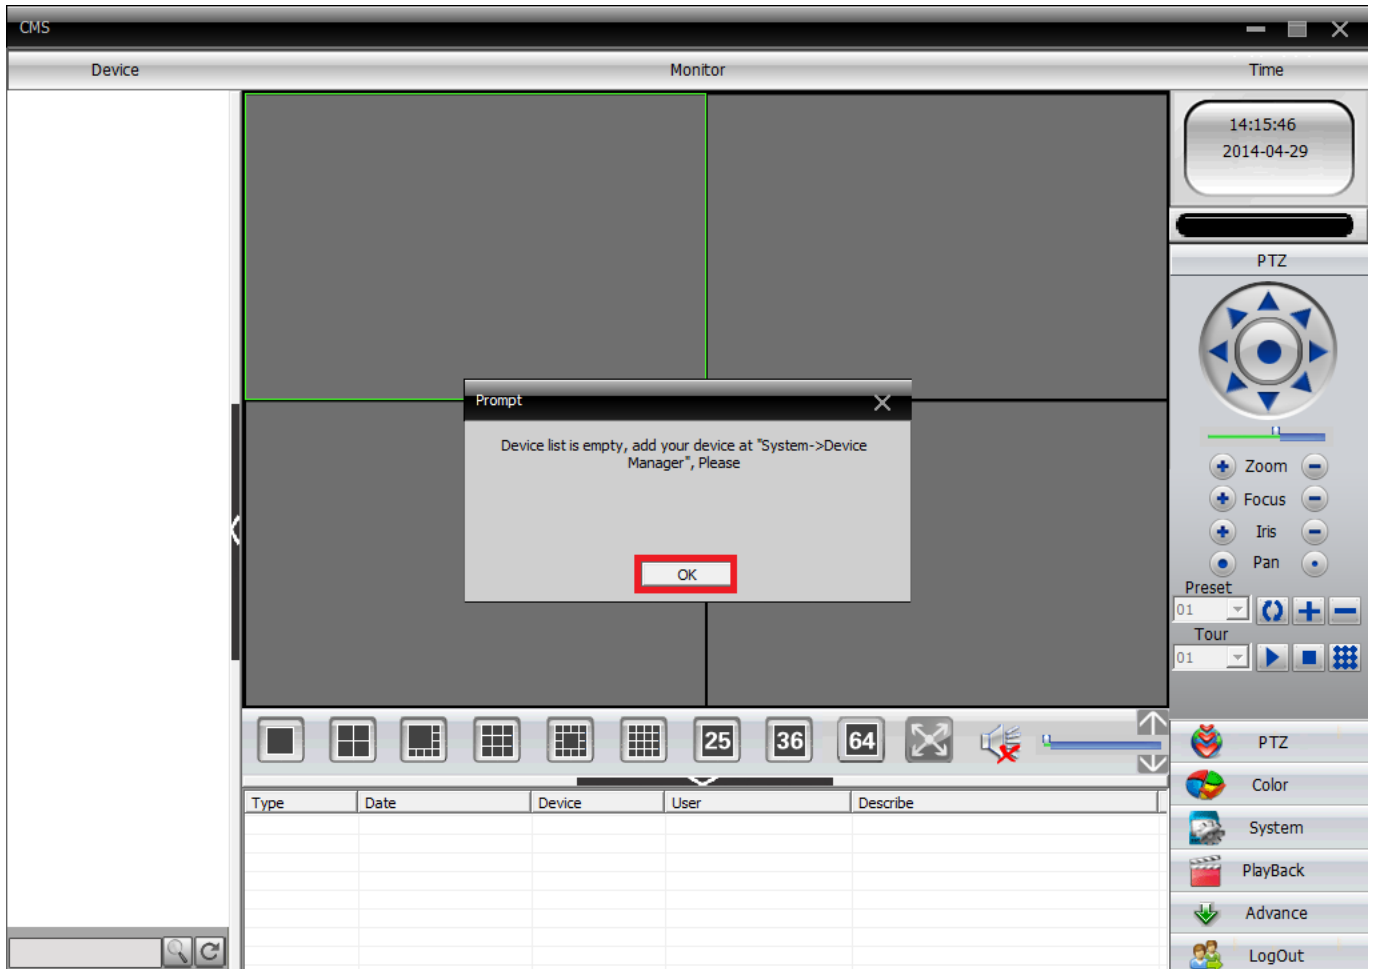 CMS
Device
Monitor
Time
14:15:46
2014-04-29
PTZ
Prompt
Device list is empty, add your device at "System->Device
Manager", Please
OK
Zoom
Focus
Iris
Pan
Preset
01
Tour
01
25
36
64
PTZ
Color
System
PlayBack
Advance
LogOut
Type
Date
Device
User
Describe